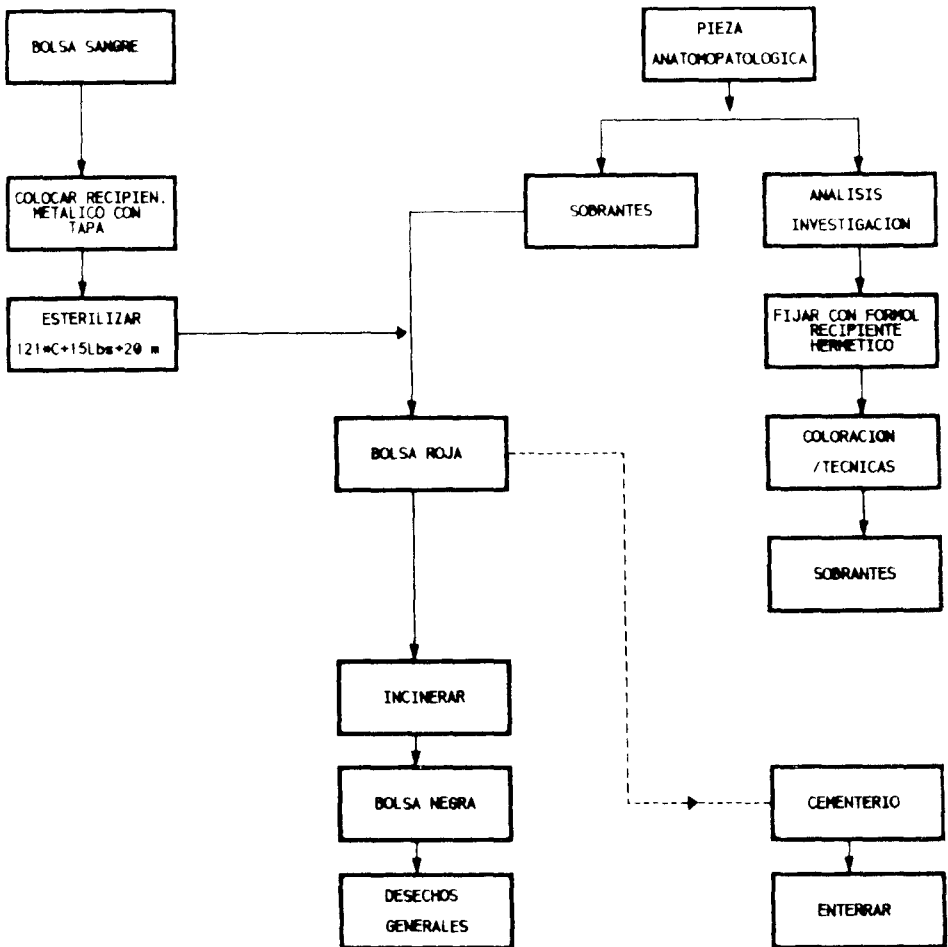 BOLSA SANGRE
PIEZA
ANATOMOPATOLOGICA
COLOCAR RECIPIEN.
METALICO CON
TAPA
SOBRANTES
ANALISIS
INVESTIGACION
ESTERILIZAR
121*C+15Lbs+20 m
FIJAR CON FORMOL
RECIPIENTE
HERMETICO
BOLSA ROJA
COLORACION
/TECNICAS
SOBRANTES
INCINERAR
BOLSA NEGRA
CEMENTERIO
DESECHOS
GENERALES
ENTERRAR